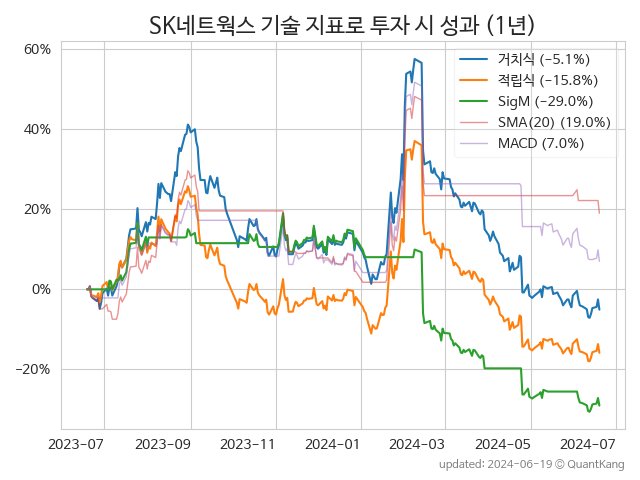 SK네트웍스 기술 지표로 투자 시 성과 (1년)
60%
40%
20%
0%
−20%
거치식 (−5.1%)
적립식 (−15.8%)
SigM (−29.0%)
SMA(20) (19.0%)
MACD (7.0%)
2023-07 2023-09 2023-11 2024-01 2024-03 2024-05 2024-07
updated: 2024-06-19 © QuantKang